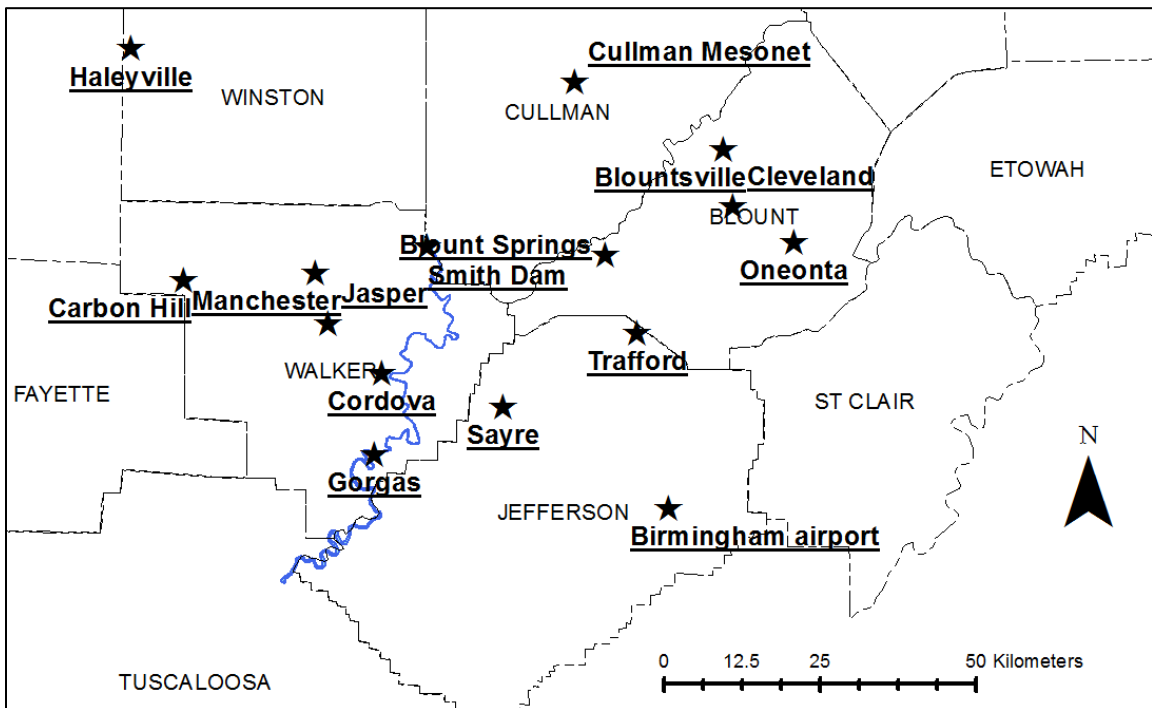 Cullman Mesonet
Haleyville
WINSTON
CULLMAN
ETOWAH
Blountsville Cleveland
BLOUNT
Blount Springs
Oneonta
Smith Dam
Carbon Hill Manchester Jasper
Trafford
WALKER
FAYETTE
Cordova
ST CLAIR
Sayre
N
Gorgas
JEFFERSON
Birmingham airport
0 12.5 25 50 Kilometers
TUSCALOOSA